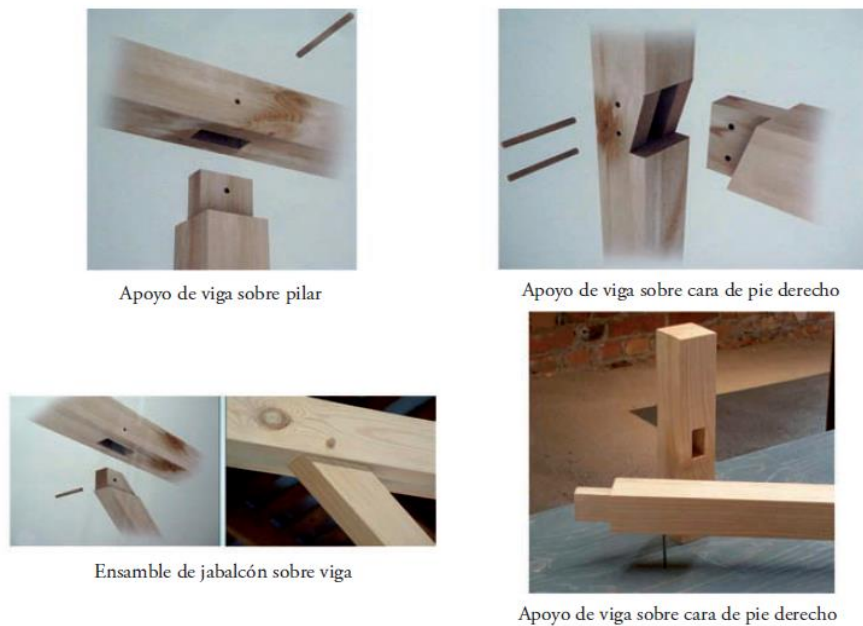 Apoyo de viga sobre pilar
Apoyo de viga sobre cara de pie derecho
Ensamble de jabalcón sobre viga
Apoyo de viga sobre cara de pie derecho